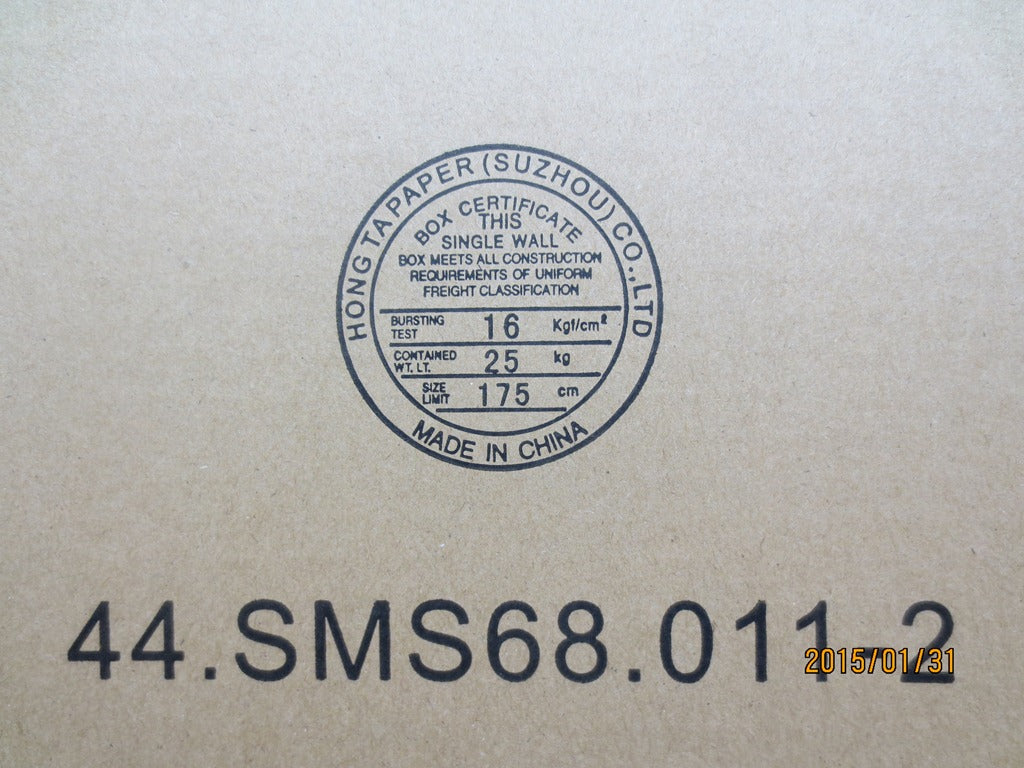 HONG TA PAPER (SUZHOU) CO.,LTD
BOX CERTIFICATE
THIS
SINGLE WALL
BOX MEETS ALL CONSTRUCTION
REQUIREMENTS OF UNIFORM
FREIGHT CLASSIFICATION
BURSTING TEST 16 Kgf/cm²
CONTAINED WT. LT. 25 kg
SIZE LIMIT 175 cm
MADE IN CHINA
44.SMS68.011-2
2015/01/31